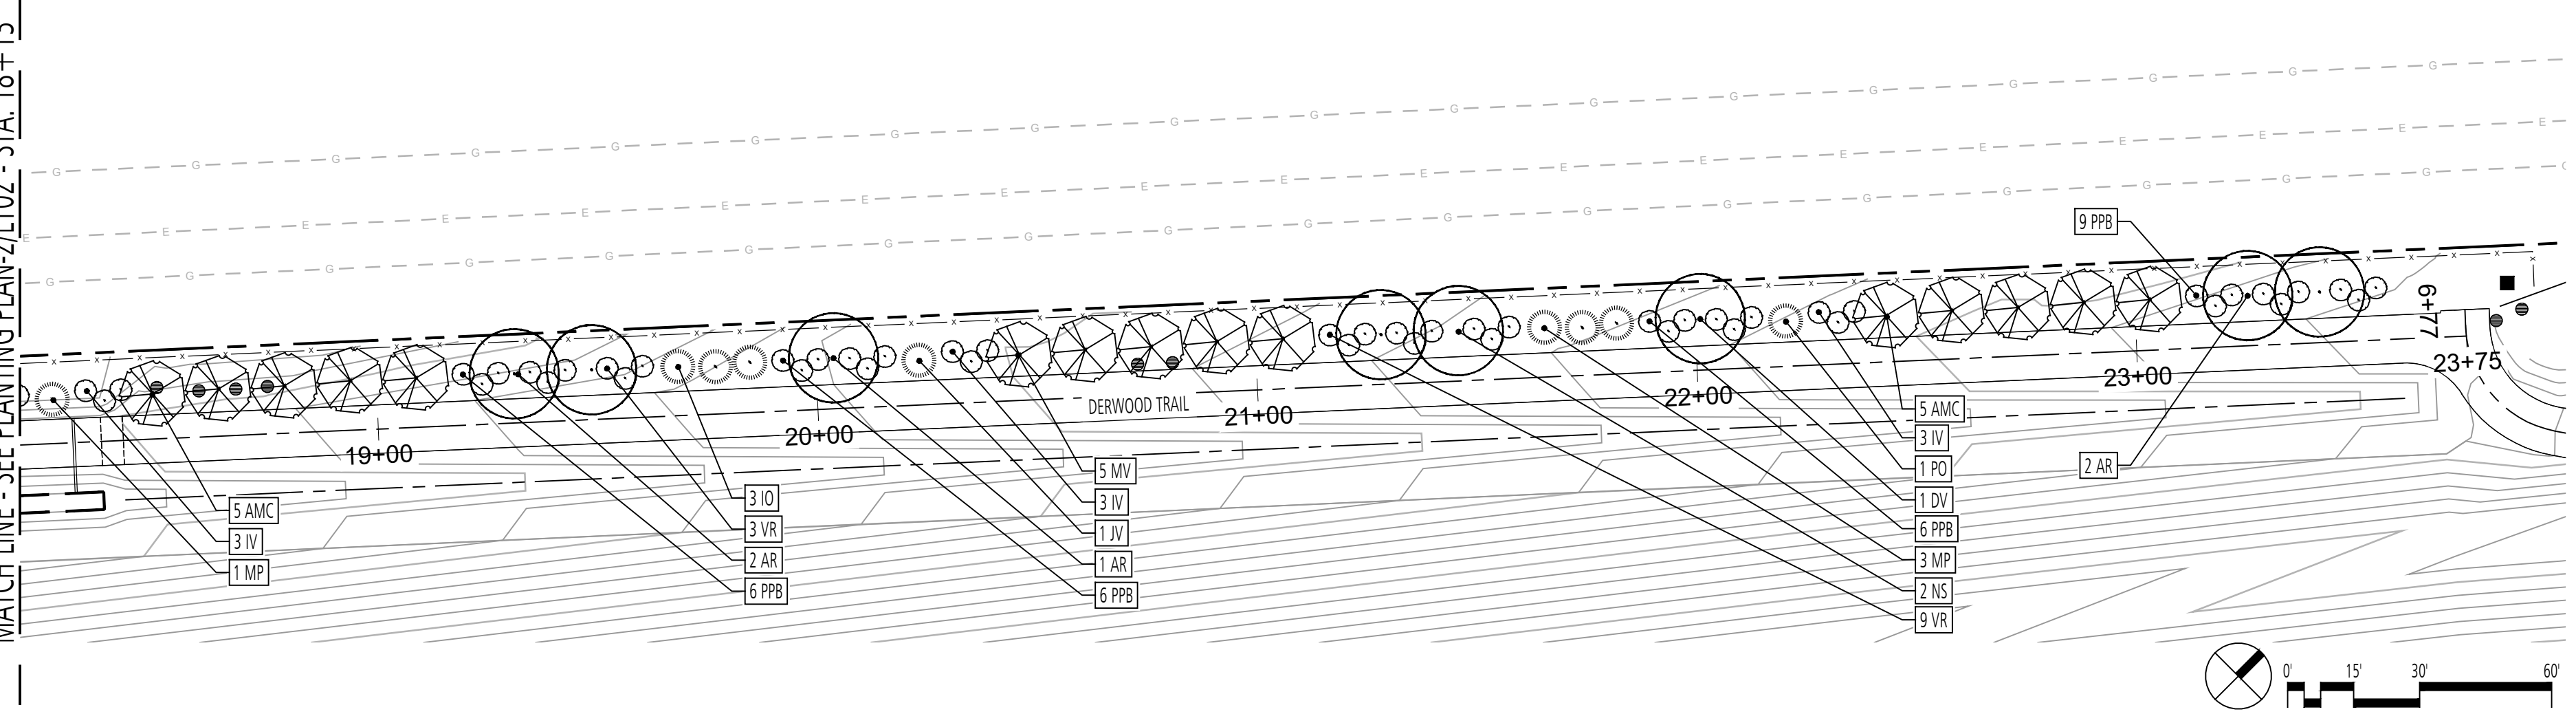 MATCH LINE - SEE PLANTING PLAN-2/LT02 - STA. 18+15
G G G G G G G G G G G G G G G G G G
E E E E E E E E E E E E E E E E E E E
G G G G G G G G G G G G G G G G G G
9 PPB
6+77
23+75
23+00
22+00
21+00
20+00
19+00
DERWOOD TRAIL
5 AMC
3 IV
1 MP
3 IO
3 VR
2 AR
6 PPB
5 MV
3 IV
1 JV
1 AR
6 PPB
5 AMC
3 IV
1 PO
1 DV
6 PPB
3 MP
2 NS
9 VR
2 AR
0' 15' 30' 60'